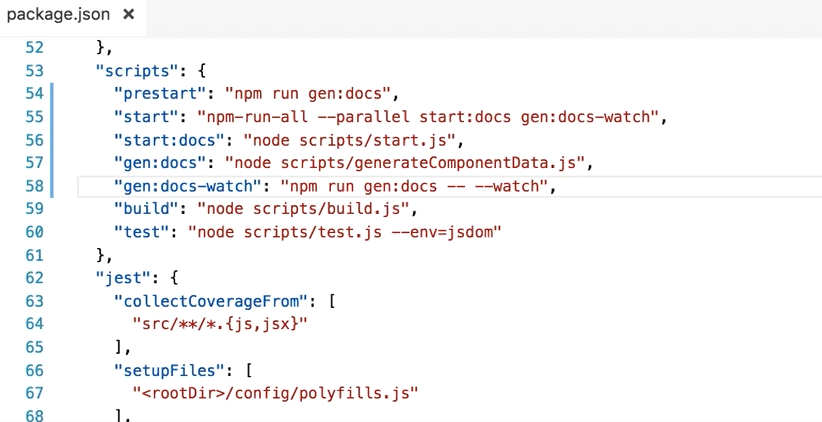 package.json ×
52 },
53 "scripts": {
54 "prestart": "npm run gen:docs",
55 "start": "npm-run-all --parallel start:docs gen:docs-watch",
56 "start:docs": "node scripts/start.js",
57 "gen:docs": "node scripts/generateComponentData.js",
58 "gen:docs-watch": "npm run gen:docs -- --watch",
59 "build": "node scripts/build.js",
60 "test": "node scripts/test.js --env=jsdom"
61 },
62 "jest": {
63 "collectCoverageFrom": [
64 "src/**/*.{js,jsx}"
65 ],
66 "setupFiles": [
67 "<rootDir>/config/polyfills.js"
68 ],